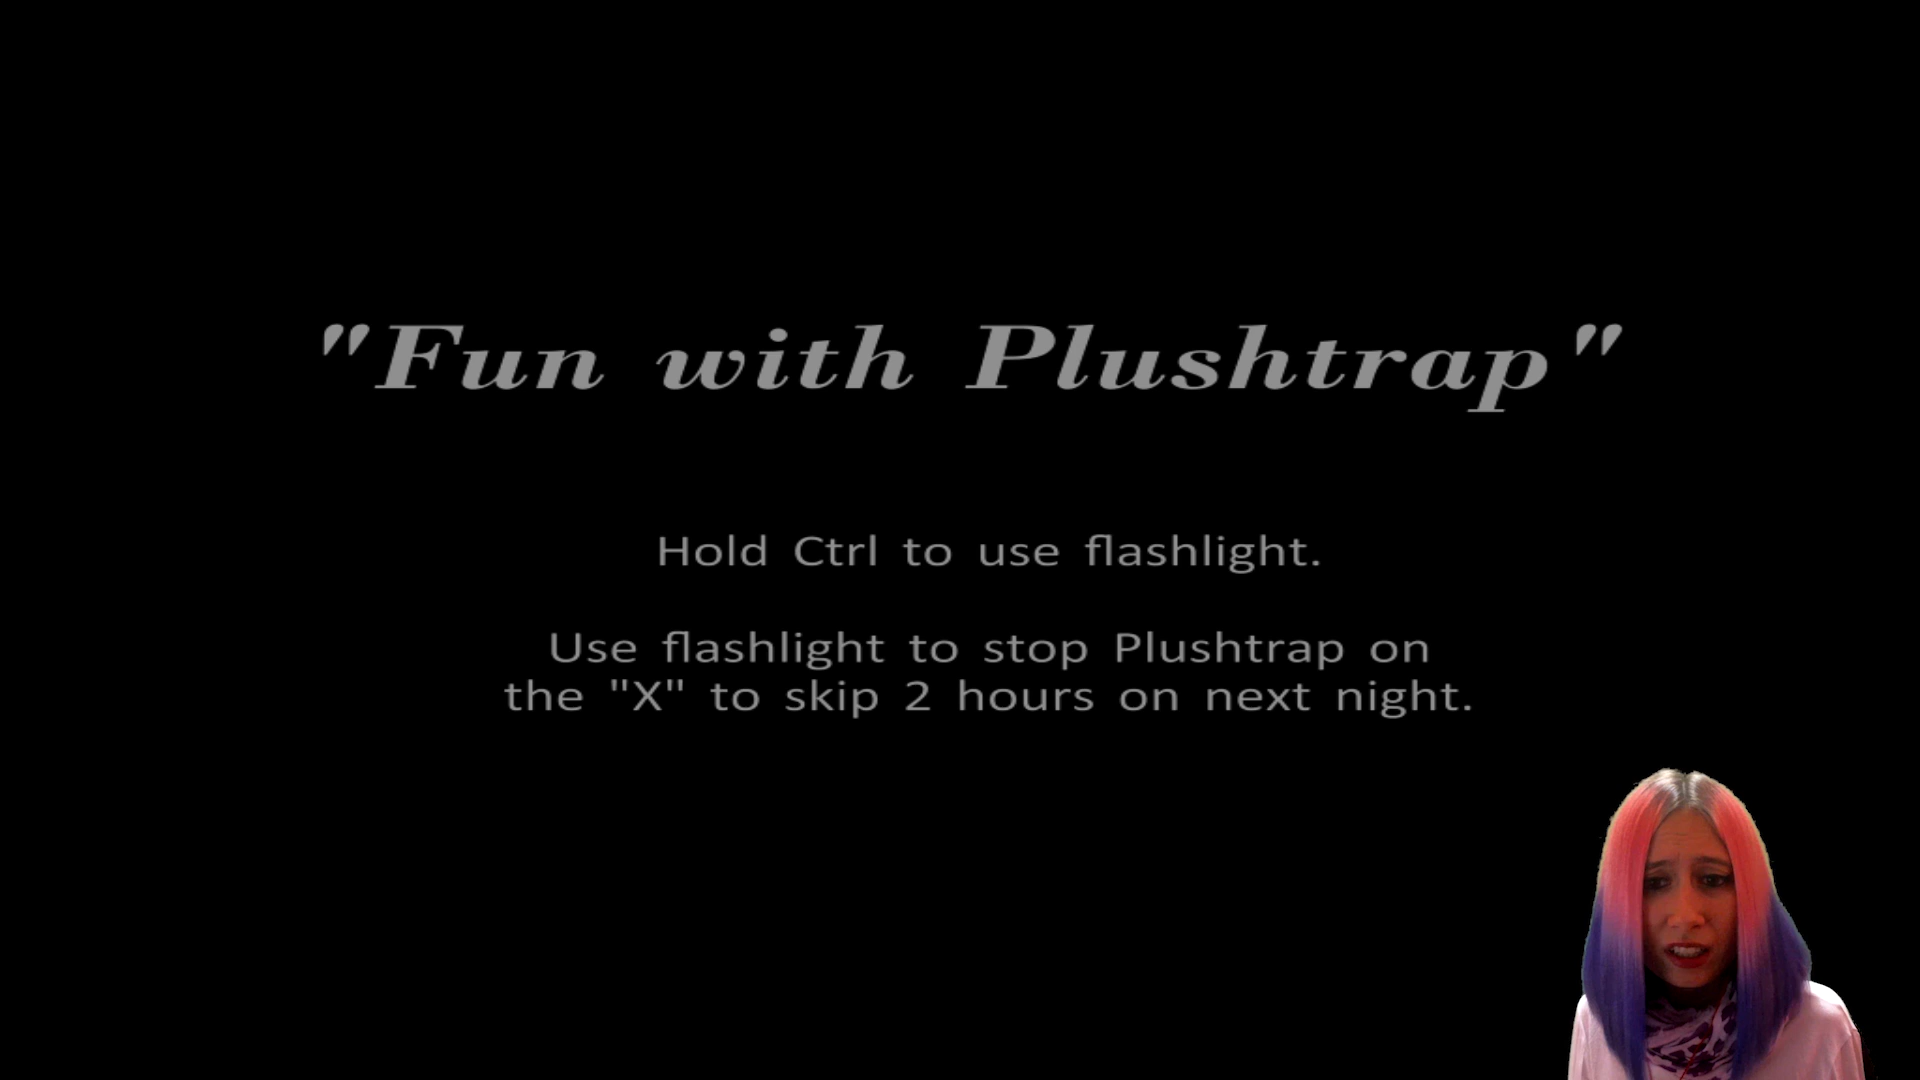 "Fun with Plushtrap"
Hold Ctrl to use flashlight.
Use flashlight to stop Plushtrap on
the "X" to skip 2 hours on next night.